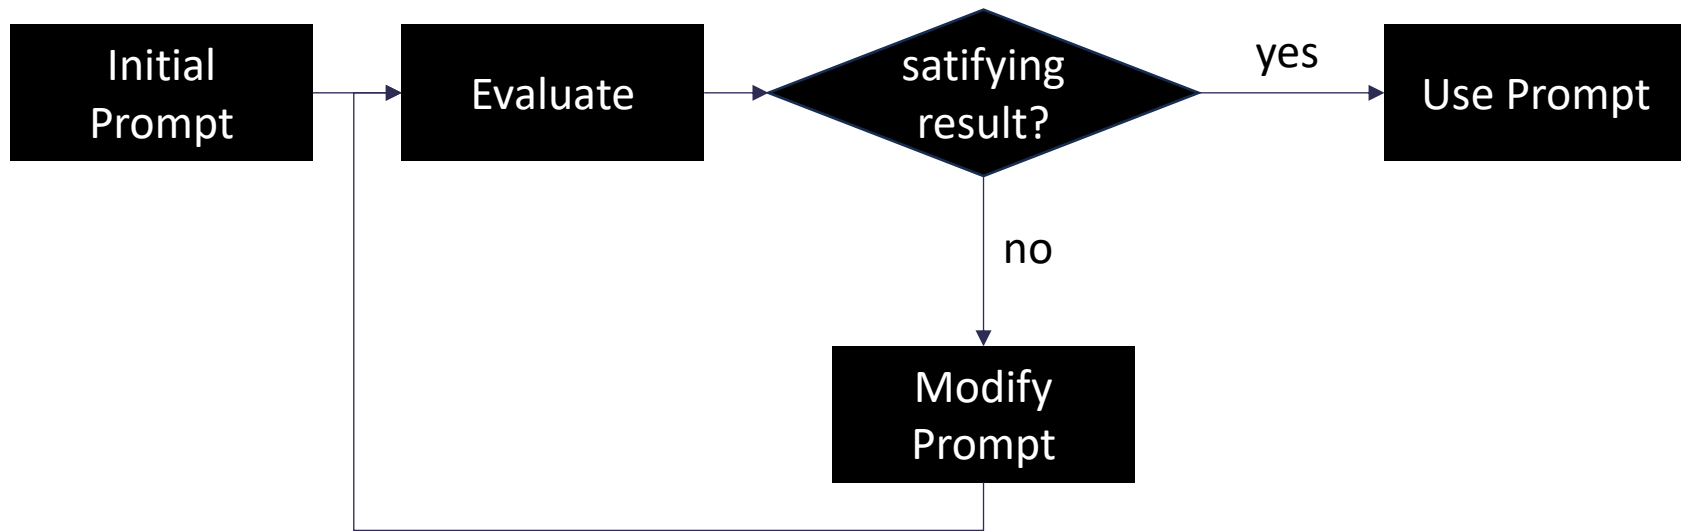 Initial
Prompt
Evaluate
satifying
result?
yes
Use Prompt
no
Modify
Prompt